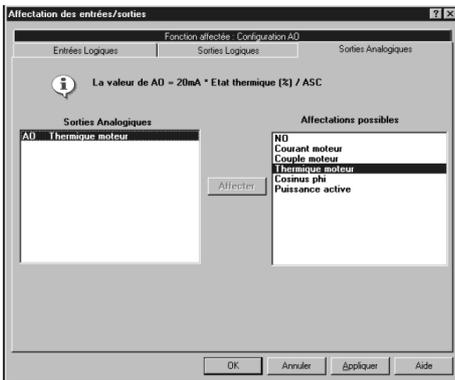 Affectation des entrées/sorties
Fonction affectée : Configuration AO
Entrées Logiques
Sorties Logiques
Sorties Analogiques
La valeur de AO = 20mA * Etat thermique (%) / ASC
Sorties Analogiques
AO Thermique moteur
Affecter
Affectations possibles
NO
Courant moteur
Couple moteur
Thermique moteur
Cosinus phi
Puissance active
OK
Annuler
Appliquer
Aide